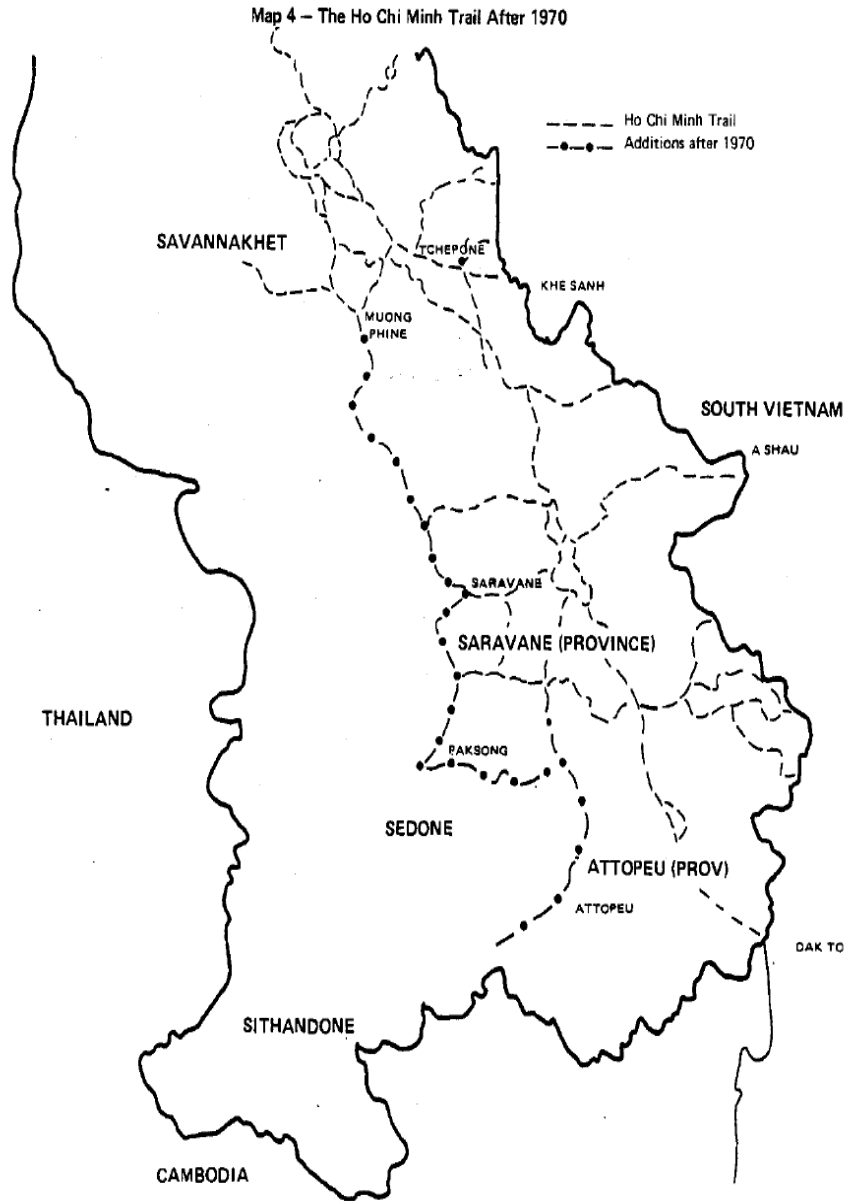 Map 4 – The Ho Chi Minh Trail After 1970
Ho Chi Minh Trail
Additions after 1970
SAVANNAKHET
TCHEPONE
KHE SANH
MUONG
PHINE
SOUTH VIETNAM
A SHAU
SARAVANE
SARAVANE (PROVINCE)
THAILAND
PAKSONG
SEDONE
ATTOPEU (PROV)
ATTOPEU
DAK TO
SITHANDONE
CAMBODIA